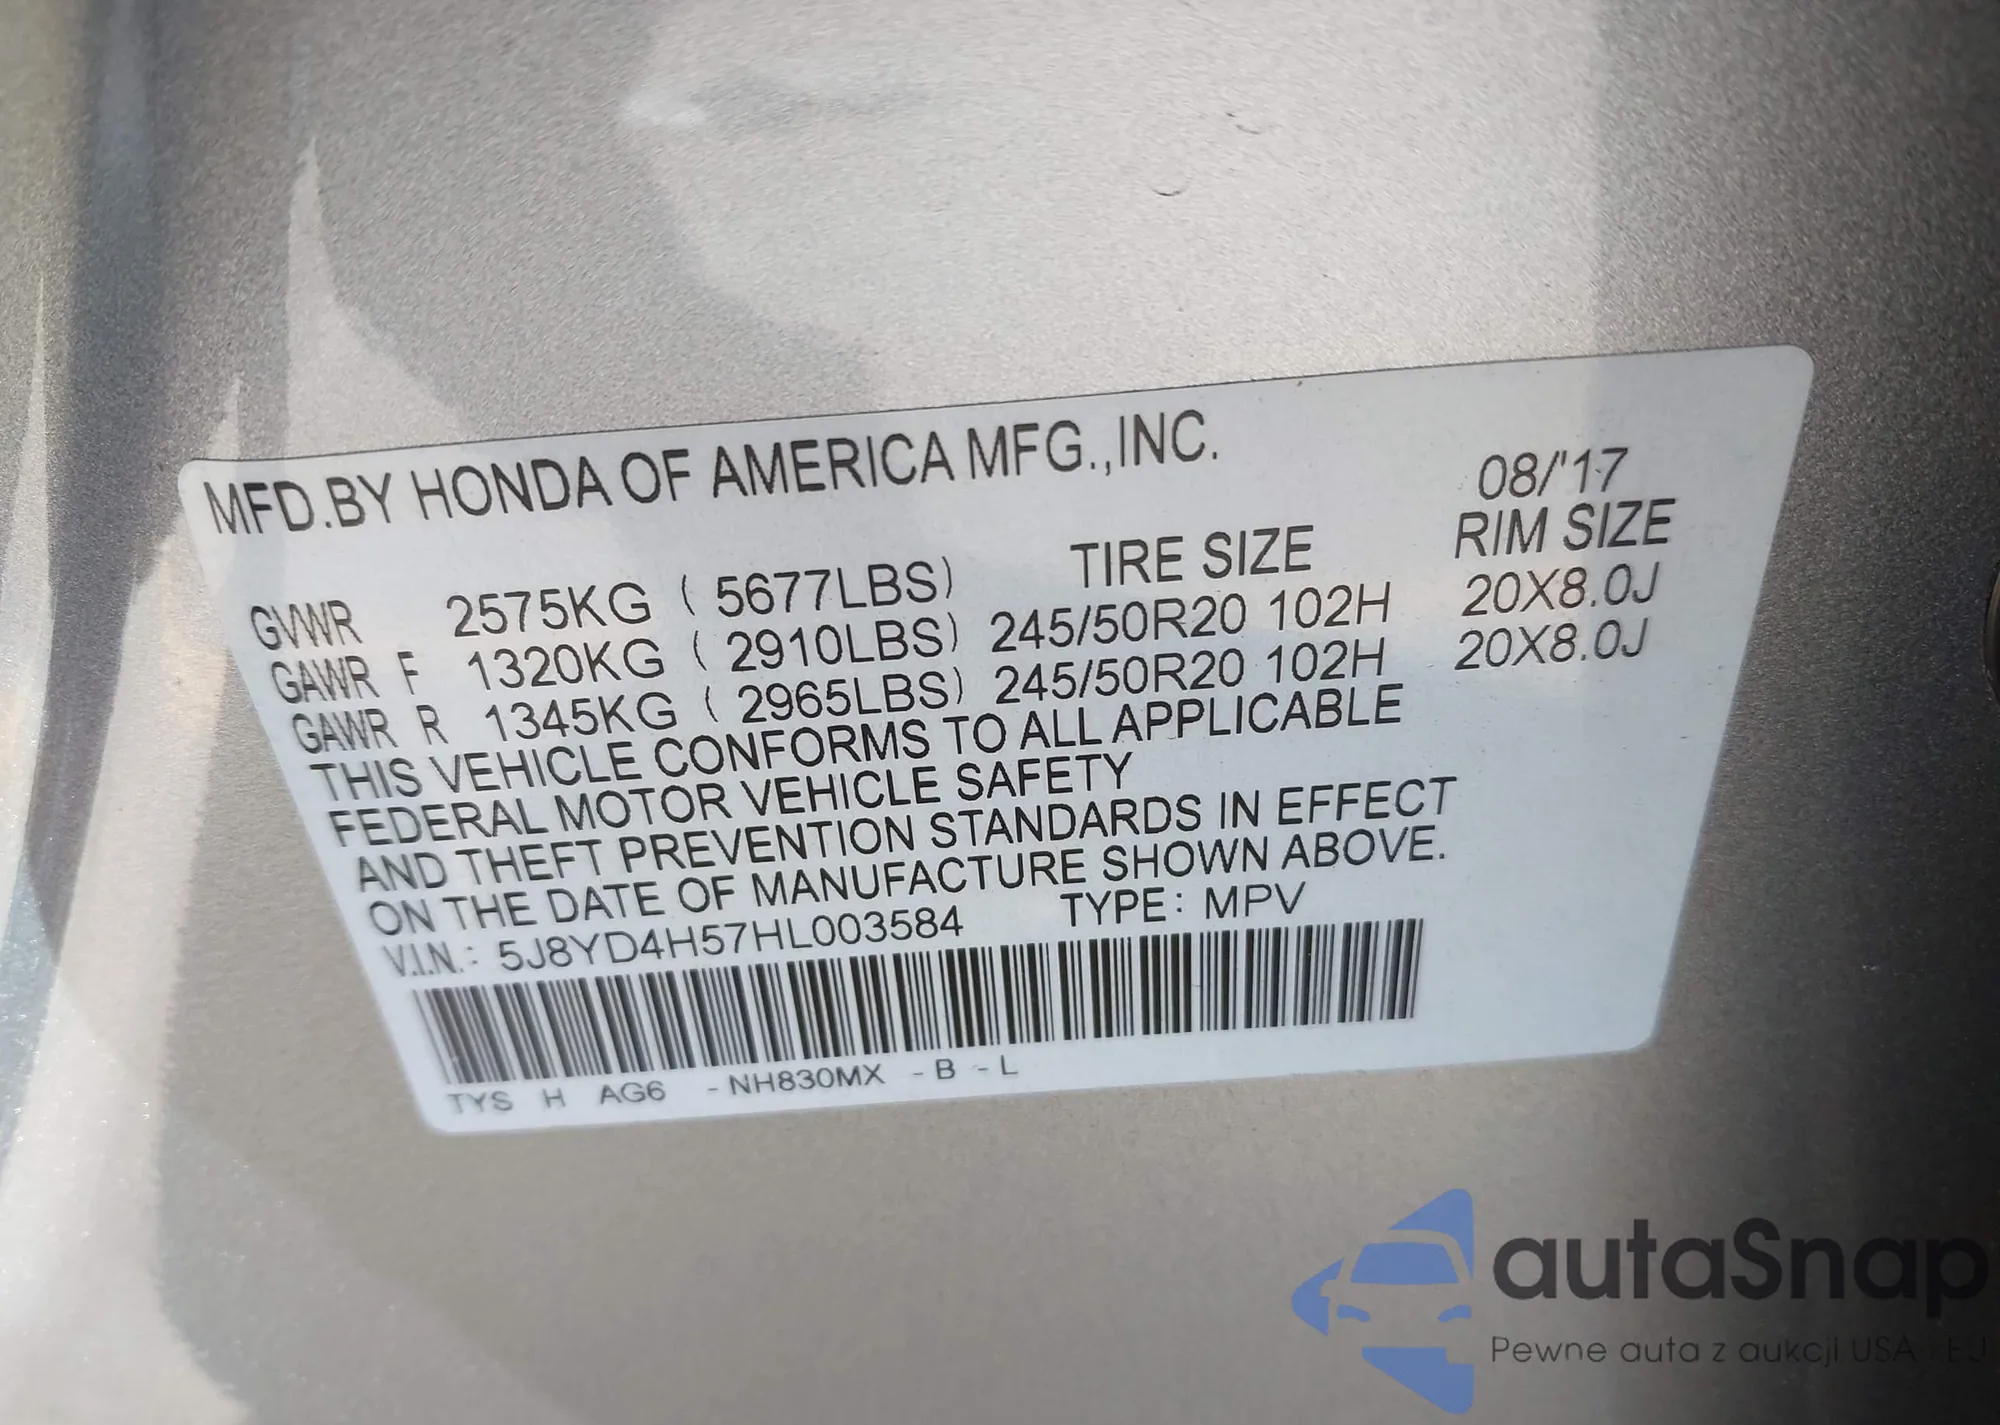 MFD.BY HONDA OF AMERICA MFG.,INC.
08/'17
TIRE SIZE RIM SIZE
GVWR 2575KG ( 5677LBS)
GAWR F 1320KG ( 2910LBS) 245/50R20 102H 20X8.0J
GAWR R 1345KG ( 2965LBS) 245/50R20 102H 20X8.0J
THIS VEHICLE CONFORMS TO ALL APPLICABLE
FEDERAL MOTOR VEHICLE SAFETY
AND THEFT PREVENTION STANDARDS IN EFFECT
ON THE DATE OF MANUFACTURE SHOWN ABOVE.
V.I.N.: 5J8YD4H57HL003584 TYPE: MPV
TYS H AG6 -NH830MX -B -L
autaSnap
Pewne auta z aukcji USA i EU